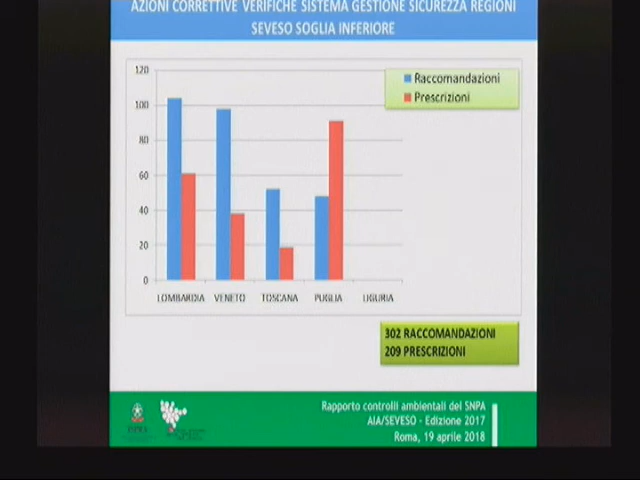 AZIONI CORRETTIVE VERIFICHE SISTEMA GESTIONE SICUREZZA REGIONI
SEVESO SOGLIA INFERIORE
120
100
80
60
40
20
0
Raccomandazioni
Prescrizioni
LOMBARDIA VENETO TOSCANA PUGLIA LIGURIA
302 RACCOMANDAZIONI
209 PRESCRIZIONI
Rapporto controlli ambientali del SNPA
AIA/SEVESO - Edizione 2017
Roma, 19 aprile 2018